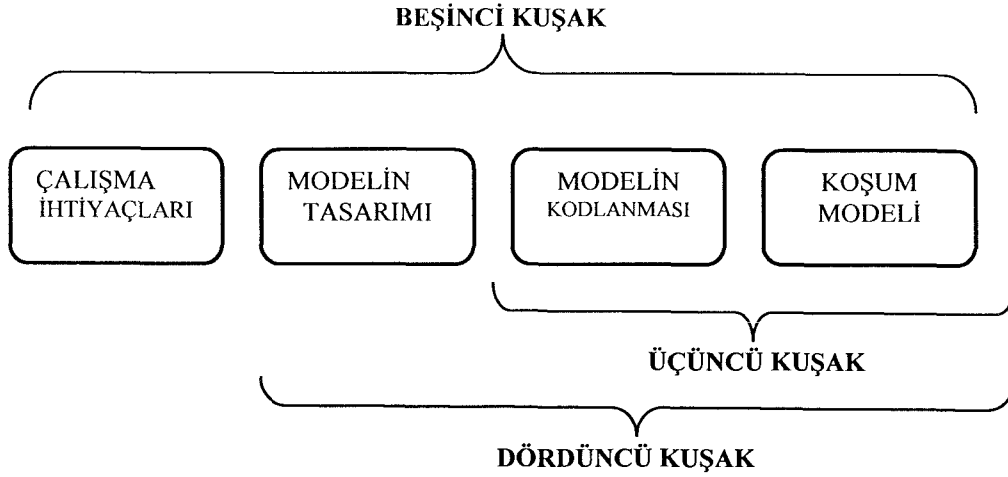 BEŞİNCİ KUŞAK
ÇALIŞMA
İHTİYAÇLARI
MODELİN
TASARIMI
MODELİN
KODLANMASI
KOŞUM
MODELİ
ÜÇÜNCÜ KUŞAK
DÖRDÜNCÜ KUŞAK